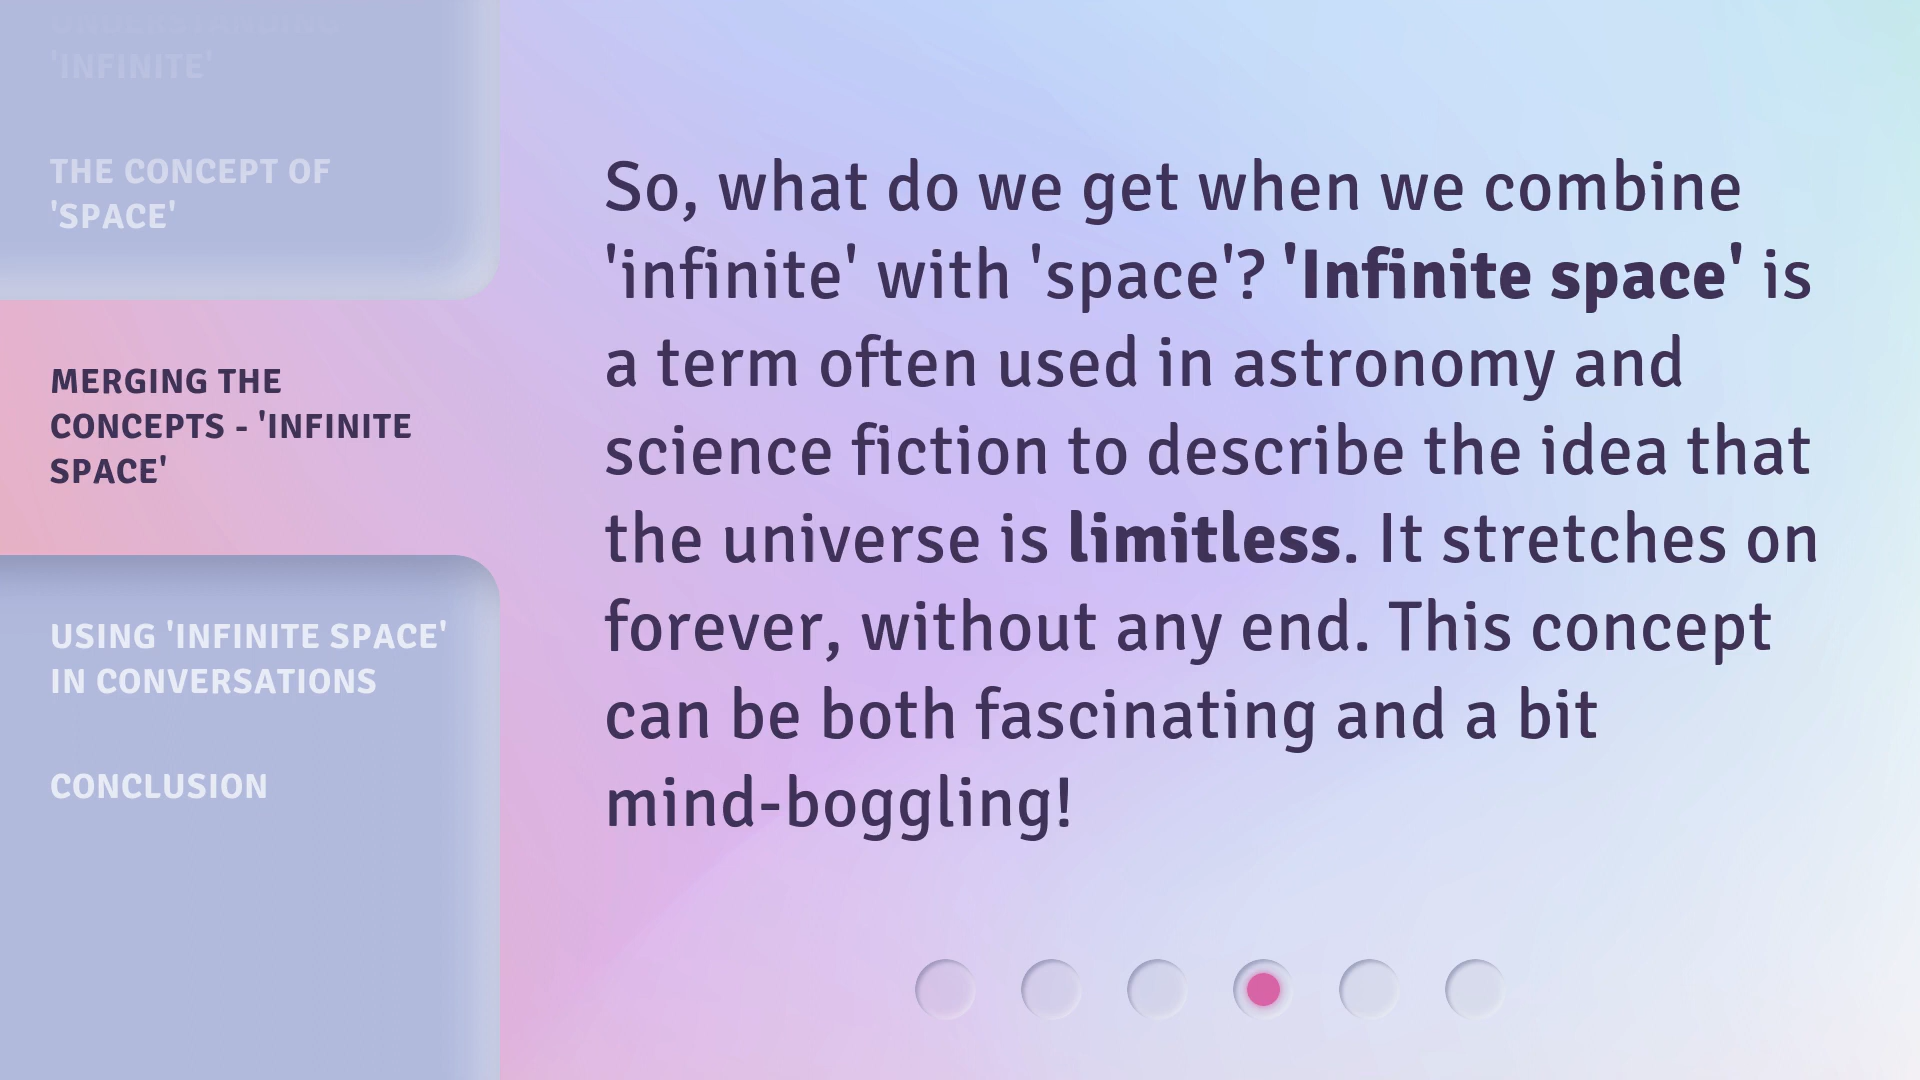 'INFINITE'
THE CONCEPT OF
'SPACE'
MERGING THE
CONCEPTS - 'INFINITE
SPACE'
USING 'INFINITE SPACE'
IN CONVERSATIONS
CONCLUSION
So, what do we get when we combine
'infinite' with 'space'? 'Infinite space' is
a term often used in astronomy and
science fiction to describe the idea that
the universe is limitless. It stretches on
forever, without any end. This concept
can be both fascinating and a bit
mind-boggling!